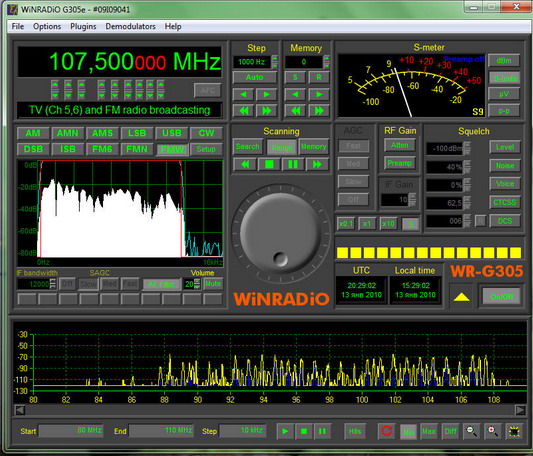 WiNRADiO G305e - #09I09041
File Options Plugins Demodulators Help
107,500000 MHz
AFC
TV (Ch 5,6) and FM radio broadcasting
Step
1000 Hz
Auto
Memory
0
S R
S-meter
5 7 9 +10 +20 +30 +40 +50
-100 -80 -60 -40 -20
S9
dBm
S-units
µV
p-p
AM AMN AMS LSB USB CW
DSB ISB FM6 FMN FMW Setup
0dB
-20dB
-40dB
-60dB
-80dB
0Hz 16kHz
IF bandwidth SAGC Volume
12000 Off Slow Med Fast 20 Mute
Scanning
Search Range Memory
WiNRADiO
AGC
Fast
Med
Slow
Off
RF Gain
Atten
Preamp
IF Gain
10
x0.1 x1 x10
Squelch
-100dBm Level
40% Noise
0% Voice
62,5 CTCSS
006 DCS
UTC
20:29:02
13 янв 2010
Local time
15:29:02
13 янв 2010
WR-G305
On/Off
-30
-50
-70
-90
-110
-130
80 82 84 86 88 90 92 94 96 98 100 102 104 106 108
Start 80 MHz End 110 MHz Step 10 kHz
Hits Max Diff